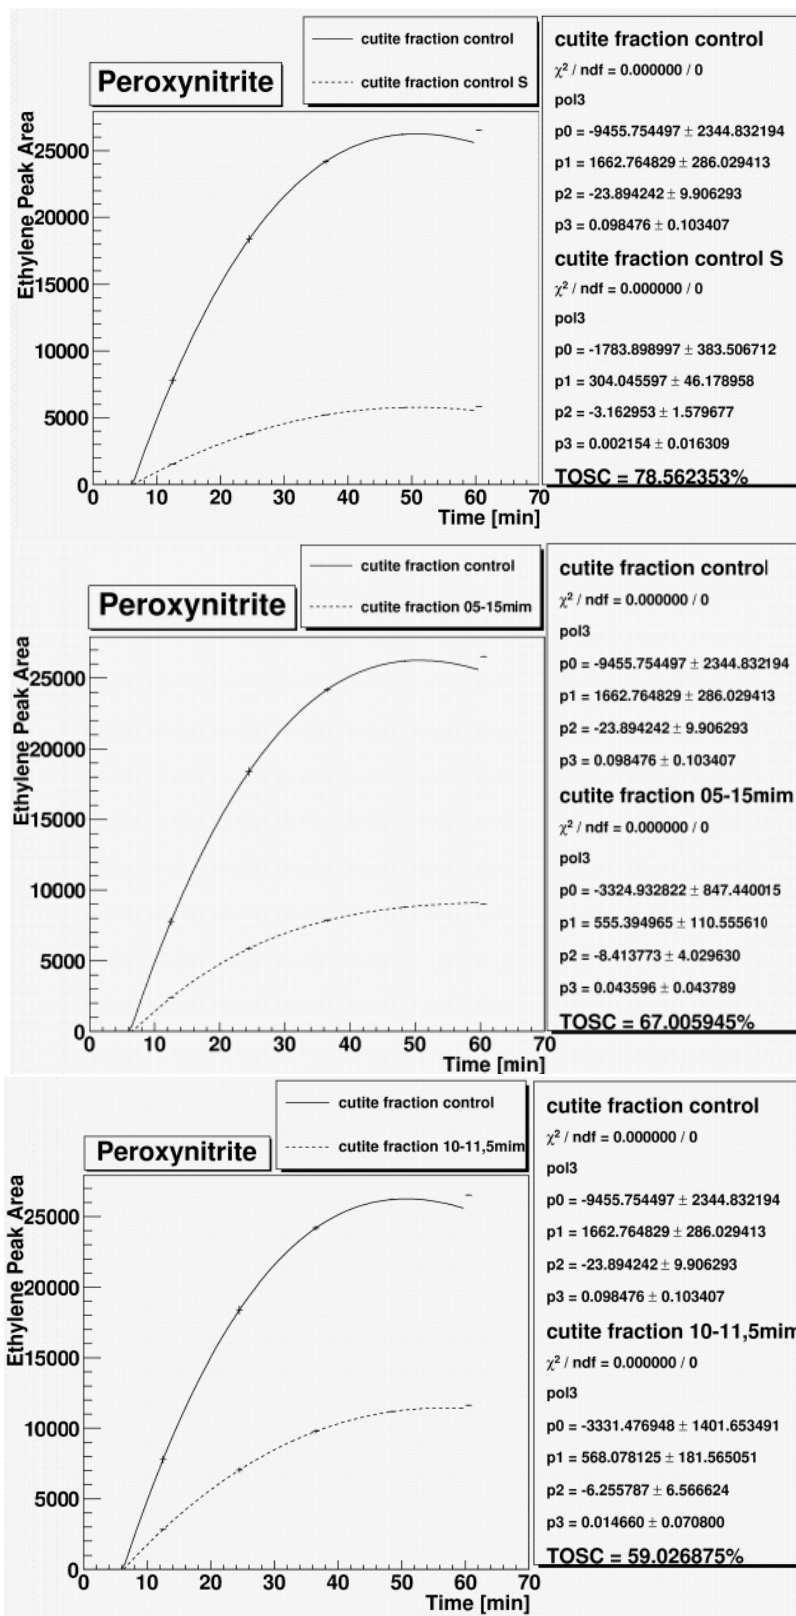 cutite fraction control
cutite fraction control S
Peroxynitrite
Ethylene Peak Area
25000
20000
15000
10000
5000
0
0 10 20 30 40 50 60 70
Time [min]
cutite fraction control
χ² / ndf = 0.000000 / 0
pol3
p0 = -9455.754497 ± 2344.832194
p1 = 1662.764829 ± 286.029413
p2 = -23.894242 ± 9.906293
p3 = 0.098476 ± 0.103407
cutite fraction control S
χ² / ndf = 0.000000 / 0
pol3
p0 = -1783.898997 ± 383.506712
p1 = 304.045597 ± 46.178958
p2 = -3.162953 ± 1.579677
p3 = 0.002154 ± 0.016309
TOSC = 78.562353%
cutite fraction control
cutite fraction 05-15mim
Peroxynitrite
Ethylene Peak Area
25000
20000
15000
10000
5000
0
0 10 20 30 40 50 60 70
Time [min]
cutite fraction control
χ² / ndf = 0.000000 / 0
pol3
p0 = -9455.754497 ± 2344.832194
p1 = 1662.764829 ± 286.029413
p2 = -23.894242 ± 9.906293
p3 = 0.098476 ± 0.103407
cutite fraction 05-15mim
χ² / ndf = 0.000000 / 0
pol3
p0 = -3324.932822 ± 847.440015
p1 = 555.394965 ± 110.555610
p2 = -8.413773 ± 4.029630
p3 = 0.043596 ± 0.043789
TOSC = 67.005945%
cutite fraction control
cutite fraction 10-11,5mim
Peroxynitrite
Ethylene Peak Area
25000
20000
15000
10000
5000
0
0 10 20 30 40 50 60 70
Time [min]
cutite fraction control
χ² / ndf = 0.000000 / 0
pol3
p0 = -9455.754497 ± 2344.832194
p1 = 1662.764829 ± 286.029413
p2 = -23.894242 ± 9.906293
p3 = 0.098476 ± 0.103407
cutite fraction 10-11,5mim
χ² / ndf = 0.000000 / 0
pol3
p0 = -3331.476948 ± 1401.653491
p1 = 568.078125 ± 181.565051
p2 = -6.255787 ± 6.566624
p3 = 0.014660 ± 0.070800
TOSC = 59.026875%